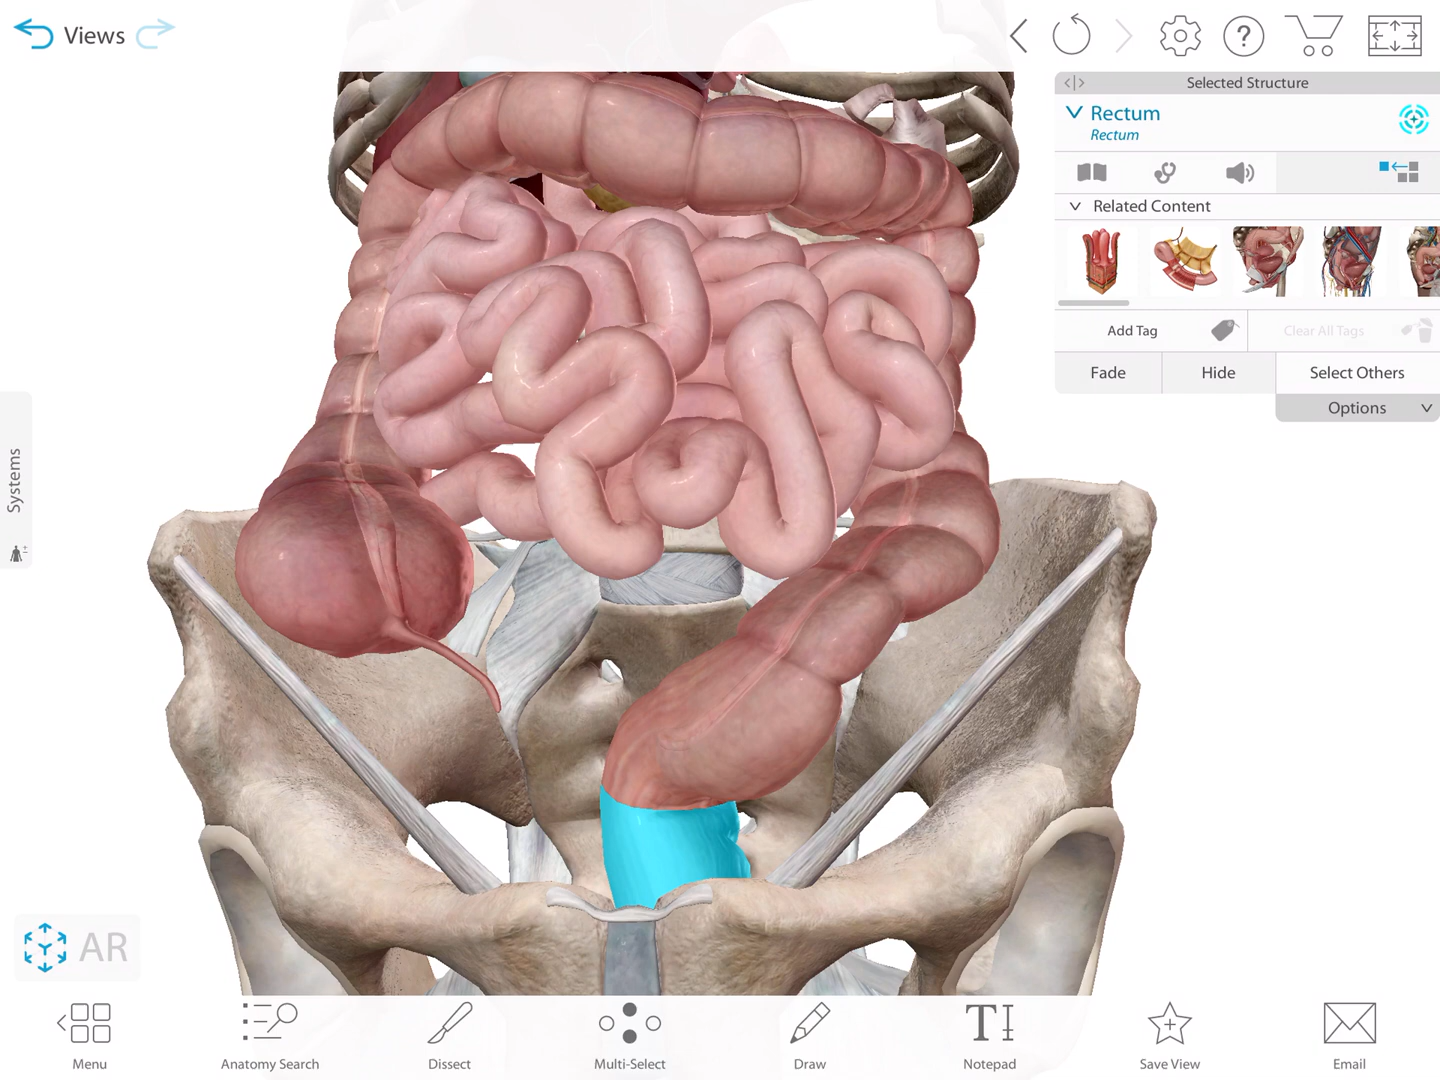 Views
Selected Structure
Rectum
Rectum
Related Content
Add Tag
Clear All Tags
Fade
Hide
Select Others
Options
Systems
AR
Menu
Anatomy Search
Dissect
Multi-Select
Draw
T
Notepad
Save View
Email